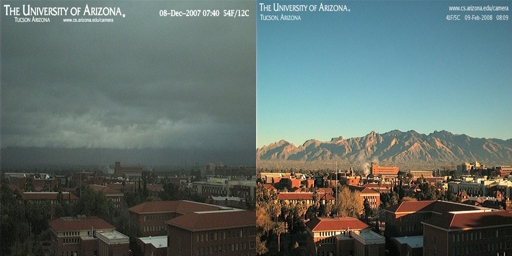 The University of Arizona.
Tucson, Arizona www.cs.arizona.edu/camera
08-Dec-2007 07:40 54F/12C
The University of Arizona.
Tucson, Arizona
www.cs.arizona.edu/camera
41F/5C 09-Feb-2008 08:09